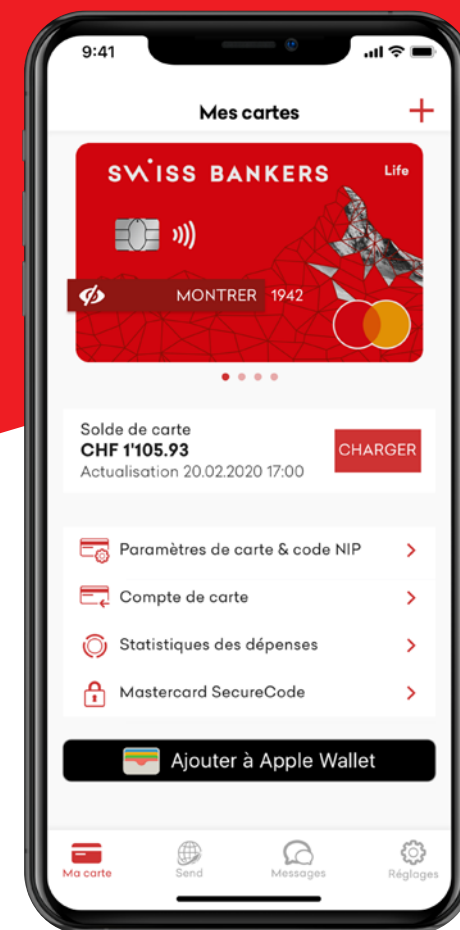 9:41
Mes cartes
SWISS BANKERS
Life
MONTRER 1942
Solde de carte
CHF 1'105.93
Actualisation 20.02.2020 17:00
CHARGER
Paramètres de carte & code NIP
Compte de carte
Statistiques des dépenses
Mastercard SecureCode
Ajouter à Apple Wallet
Ma carte
Send
Messages
Réglages